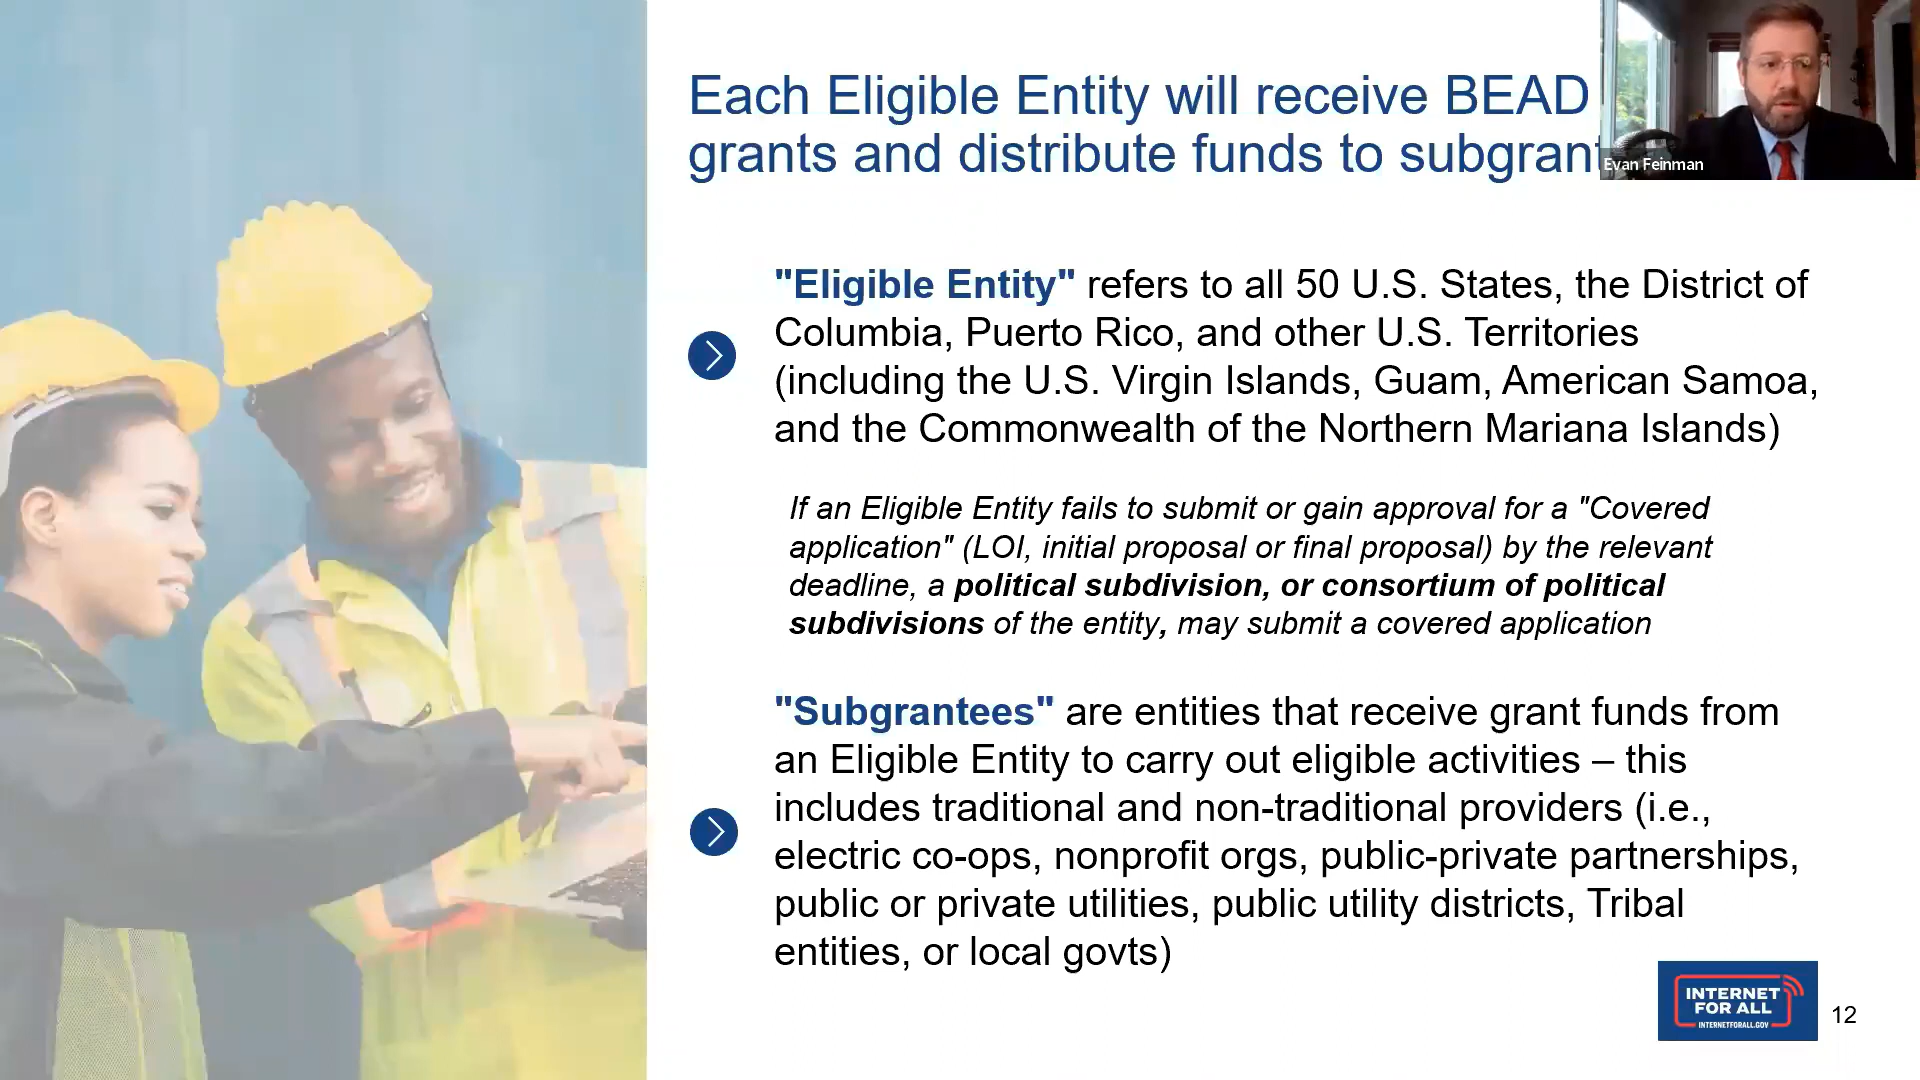 Each Eligible Entity will receive BEAD
grants and distribute funds to subgrant
Evan Feinman
"Eligible Entity" refers to all 50 U.S. States, the District of
Columbia, Puerto Rico, and other U.S. Territories
(including the U.S. Virgin Islands, Guam, American Samoa,
and the Commonwealth of the Northern Mariana Islands)
If an Eligible Entity fails to submit or gain approval for a "Covered
application" (LOI, initial proposal or final proposal) by the relevant
deadline, a political subdivision, or consortium of political
subdivisions of the entity, may submit a covered application
"Subgrantees" are entities that receive grant funds from
an Eligible Entity to carry out eligible activities – this
includes traditional and non-traditional providers (i.e.,
electric co-ops, nonprofit orgs, public-private partnerships,
public or private utilities, public utility districts, Tribal
entities, or local govts)
INTERNET
FOR ALL
INTERNETFORALL.GOV
12